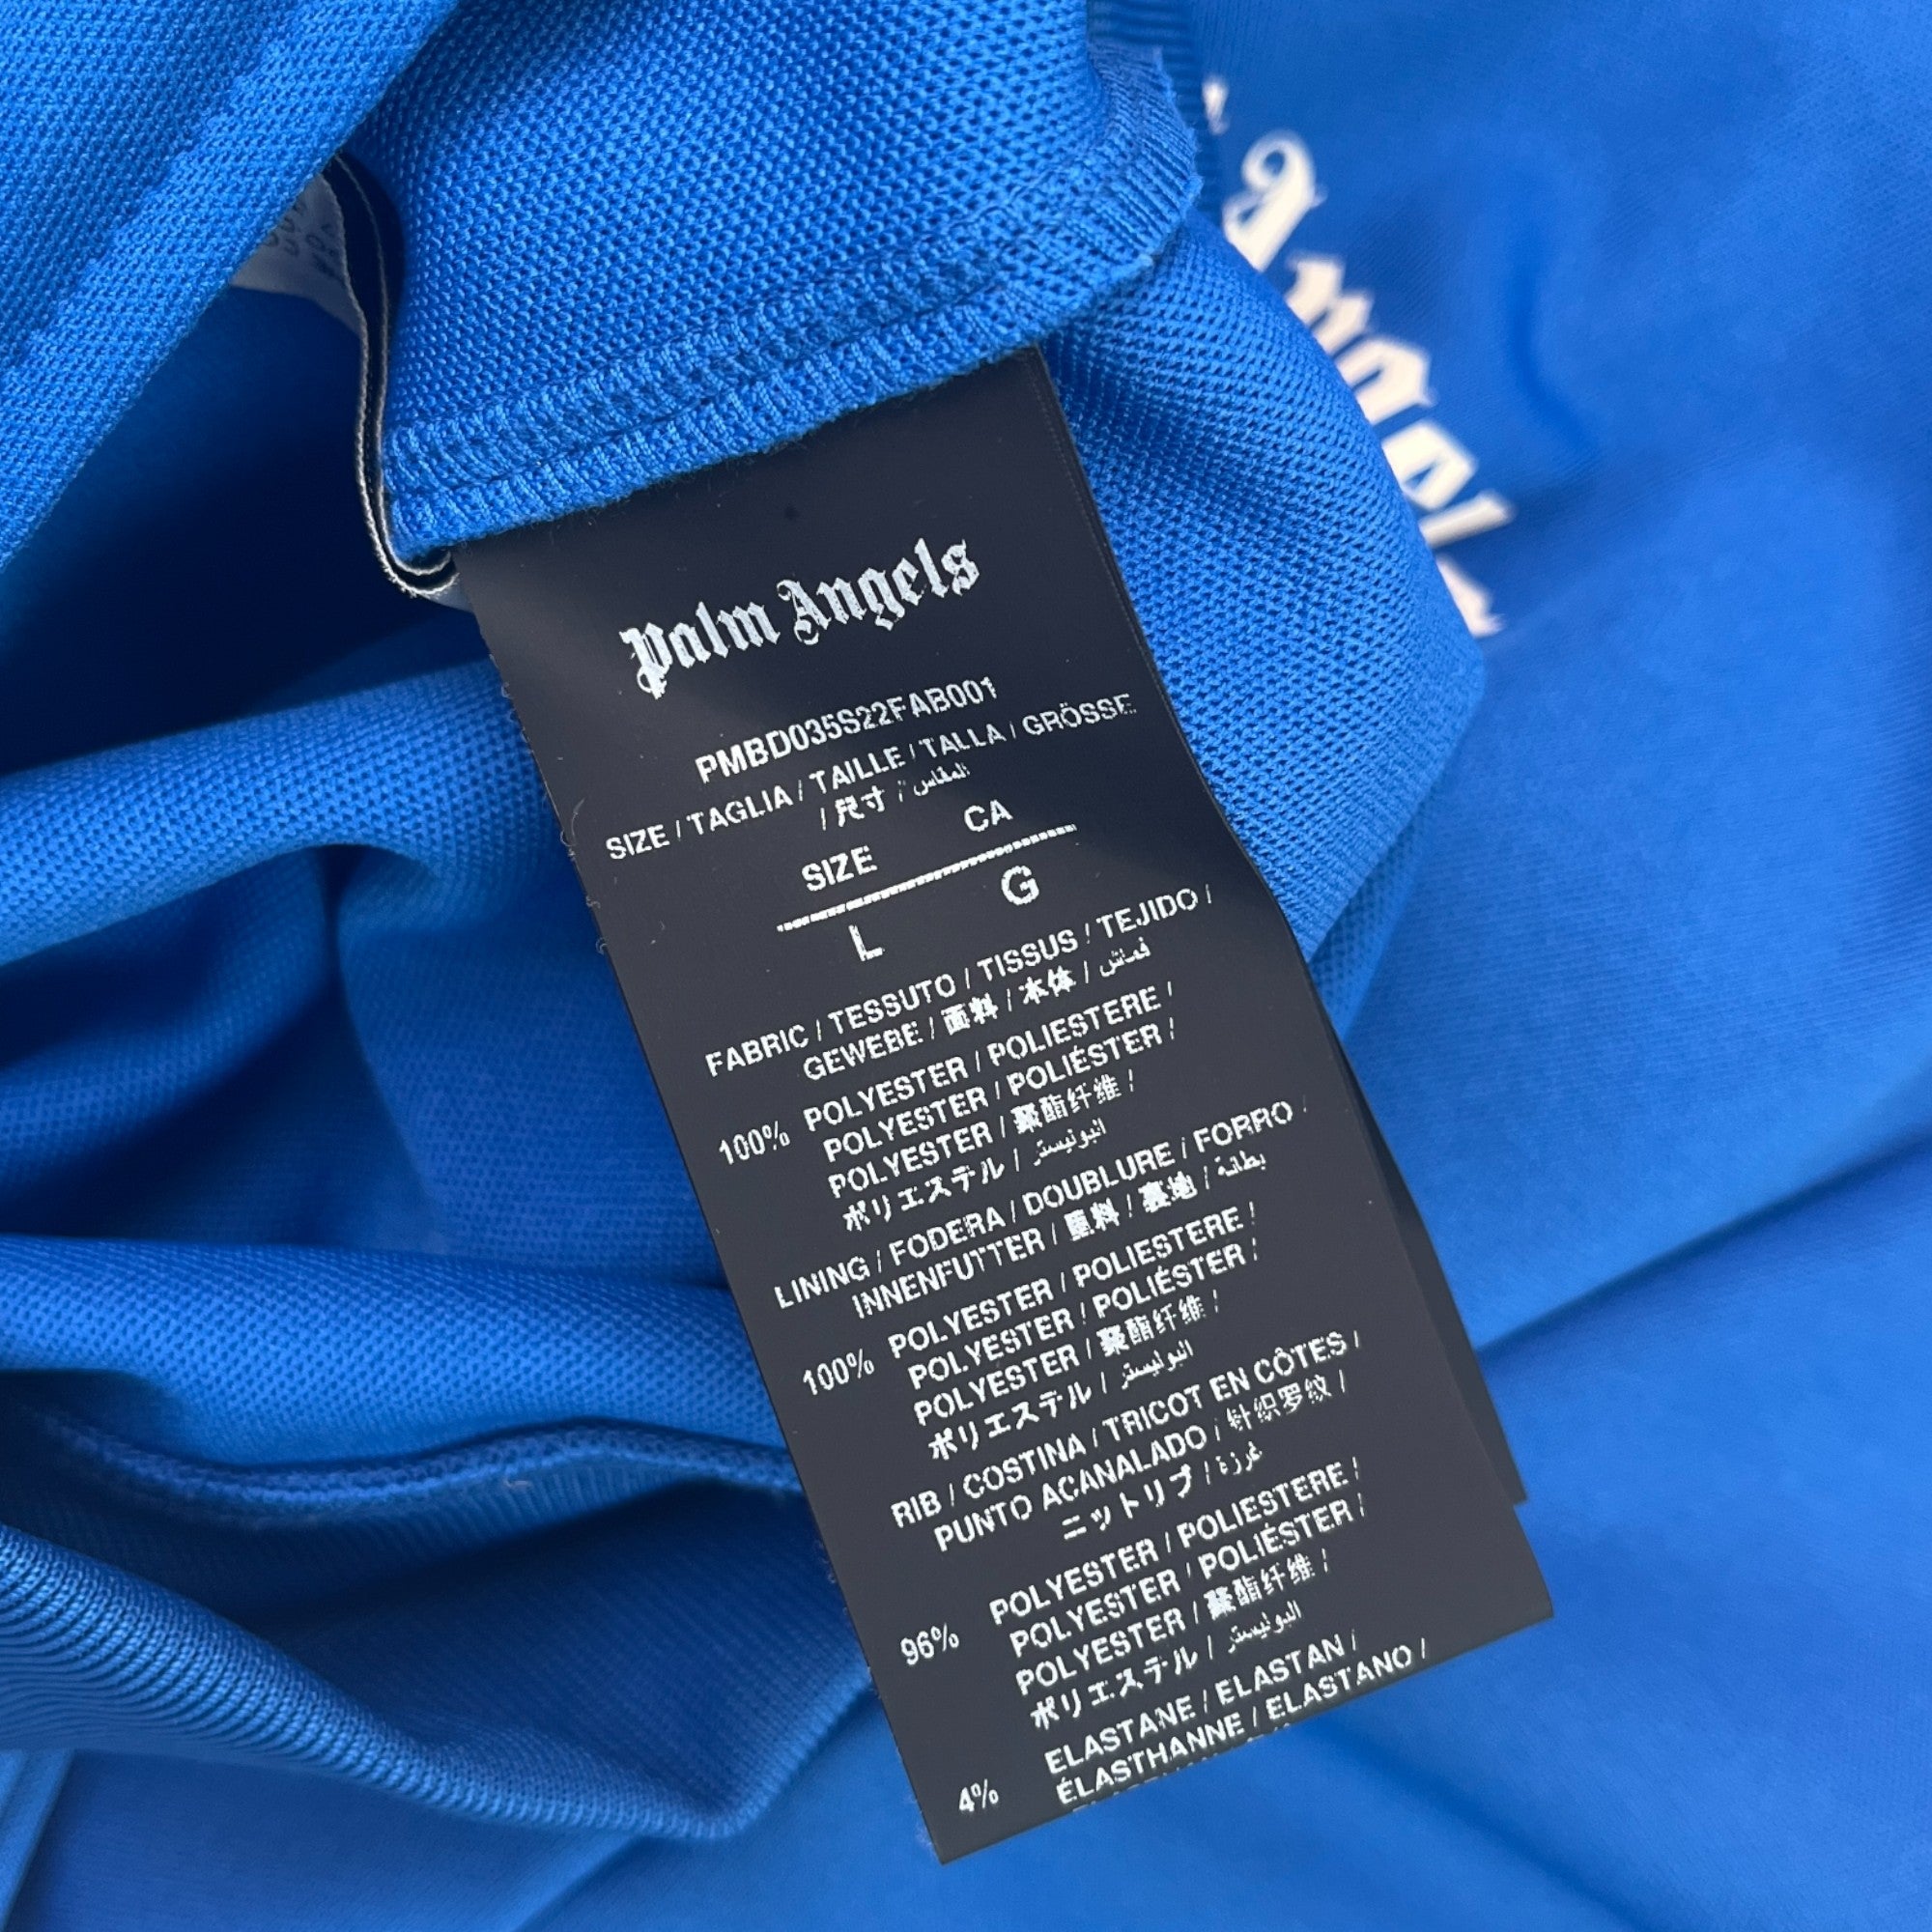 Palm Angels
PMBD035S22FAB001
SIZE / TAGLIA / TAILLE / TALLA / GRÖSSE
/ 尺寸 / المقاس
SIZE CA
L G
FABRIC / TESSUTO / TISSUS / TEJIDO /
GEWEBE / 面料 / 本体 / قماش
100% POLYESTER / POLIESTERE /
POLYESTER / POLIÉSTER /
POLYESTER / 聚酯纤维 /
ポリエステル / البوليستر
LINING / FODERA / DOUBLURE / FORRO /
INNENFUTTER / 里料 / 裏地 / بطانة
100% POLYESTER / POLIESTERE /
POLYESTER / POLIÉSTER /
POLYESTER / 聚酯纤维 /
ポリエステル / البوليستر
RIB / COSTINA / TRICOT EN CÔTES /
PUNTO ACANALADO / 针织罗纹 /
ニットリブ / غرزة
96% POLYESTER / POLIESTERE /
POLYESTER / POLIÉSTER /
POLYESTER / 聚酯纤维 /
ポリエステル / البوليستر
4% ELASTANE / ELASTAN /
ÉLASTHANNE / ELASTANO /
Angels